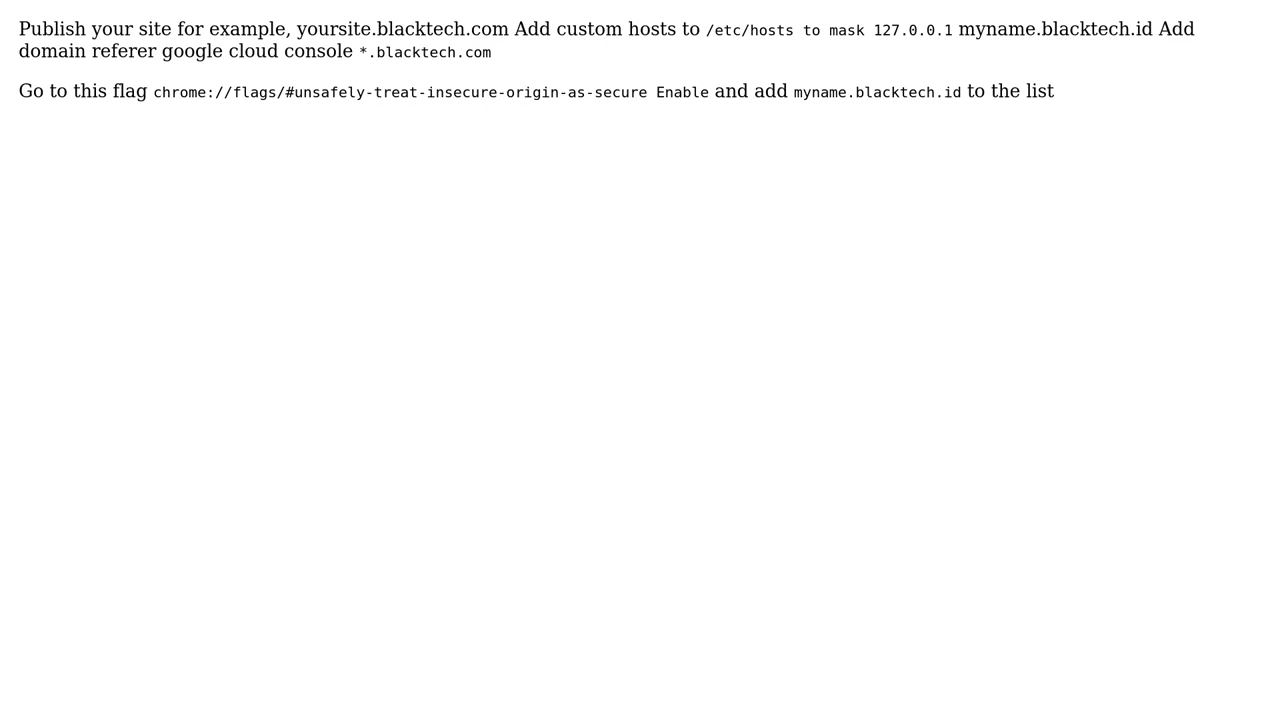 Publish your site for example, yoursite.blacktech.com Add custom hosts to /etc/hosts to mask 127.0.0.1 myname.blacktech.id Add
domain referer google cloud console *.blacktech.com
Go to this flag chrome://flags/#unsafely-treat-insecure-origin-as-secure Enable and add myname.blacktech.id to the list